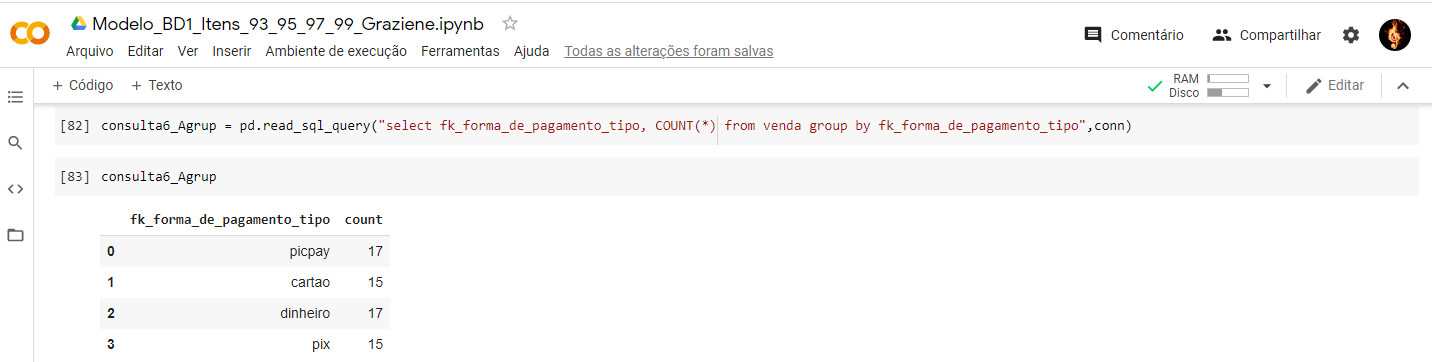 Modelo_BD1_Itens_93_95_97_99_Graziene.ipynb
Arquivo Editar Ver Inserir Ambiente de execução Ferramentas Ajuda Todas as alterações foram salvas
Comentário Compartilhar
+ Código + Texto
RAM
Disco
Editar
[82] consulta6_Agrup = pd.read_sql_query("select fk_forma_de_pagamento_tipo, COUNT(*) from venda group by fk_forma_de_pagamento_tipo",conn)
[83] consulta6_Agrup
fk_forma_de_pagamento_tipo count
0 picpay 17
1 cartao 15
2 dinheiro 17
3 pix 15